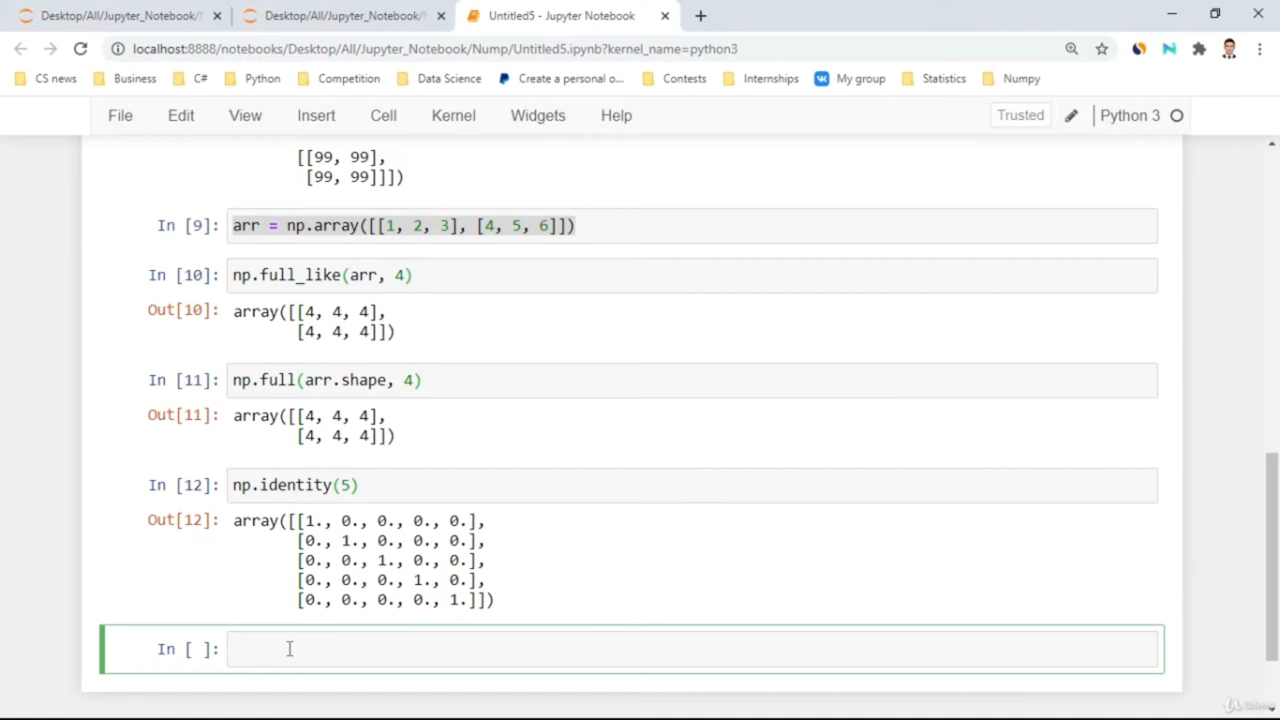 Desktop/All/Jupyter_Notebook/
Desktop/All/Jupyter_Notebook/
Untitled5 - Jupyter Notebook
localhost:8888/notebooks/Desktop/All/Jupyter_Notebook/Nump/Untitled5.ipynb?kernel_name=python3
CS news Business C# Python Competition Data Science Create a personal o... Contests Internships My group Statistics Numpy
File Edit View Insert Cell Kernel Widgets Help Trusted Python 3
[[99, 99],
[99, 99]]])
In [9]: arr = np.array([[1, 2, 3], [4, 5, 6]])
In [10]: np.full_like(arr, 4)
Out[10]: array([[4, 4, 4],
[4, 4, 4]])
In [11]: np.full(arr.shape, 4)
Out[11]: array([[4, 4, 4],
[4, 4, 4]])
In [12]: np.identity(5)
Out[12]: array([[1., 0., 0., 0., 0.],
[0., 1., 0., 0., 0.],
[0., 0., 1., 0., 0.],
[0., 0., 0., 1., 0.],
[0., 0., 0., 0., 1.]])
In [ ]: